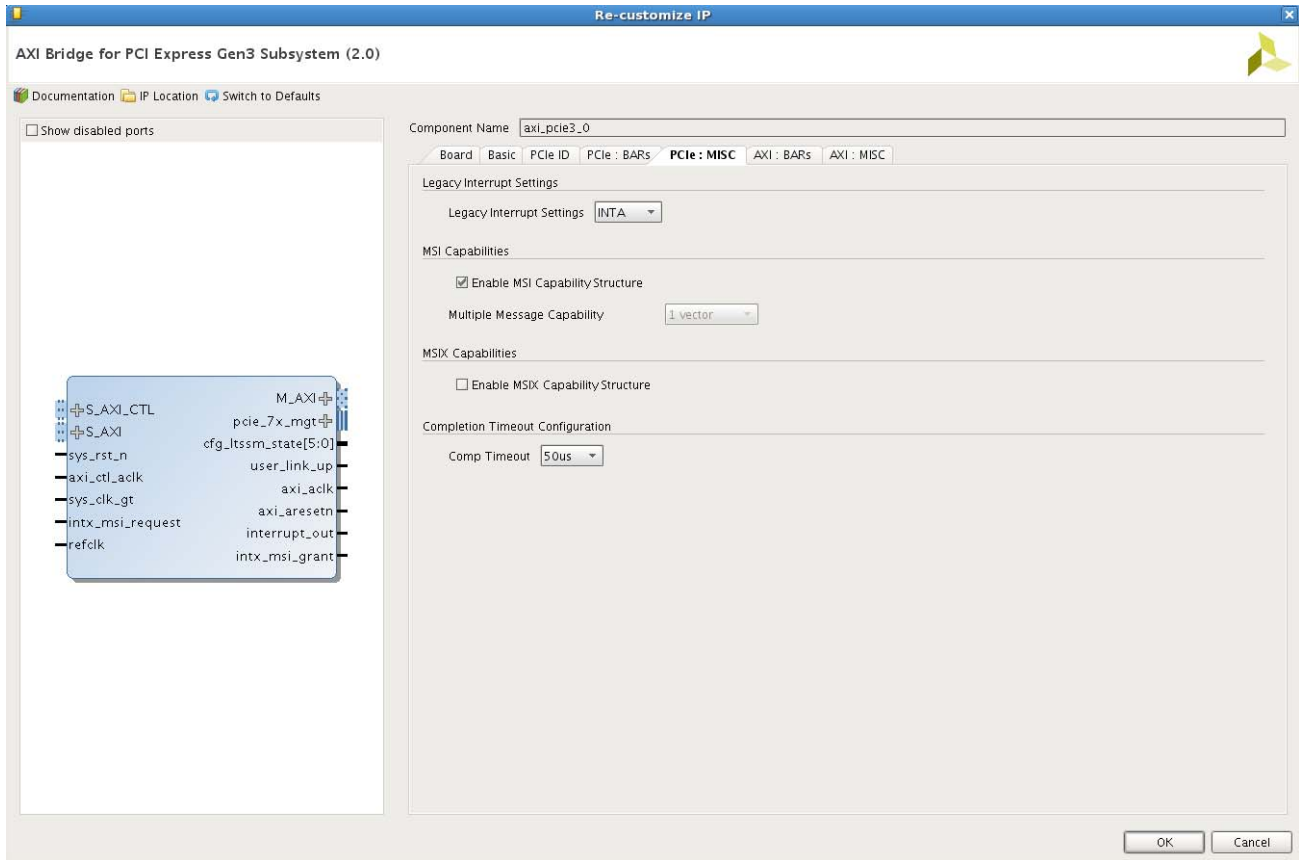 Re-customize IP
AXI Bridge for PCI Express Gen3 Subsystem (2.0)
Documentation IP Location Switch to Defaults
Show disabled ports
Component Name axi_pcie3_0
Board Basic PCIe ID PCIe : BARs PCIe : MISC AXI : BARs AXI : MISC
Legacy Interrupt Settings
Legacy Interrupt Settings INTA
MSI Capabilities
Enable MSI Capability Structure
Multiple Message Capability 1 vector
MSIX Capabilities
Enable MSIX Capability Structure
Completion Timeout Configuration
Comp Timeout 50us
S_AXI_CTL
S_AXI
sys_rst_n
axi_ctl_aclk
sys_clk_gt
intx_msi_request
refclk
M_AXI
pcie_7x_mgt
cfg_ltssm_state[5:0]
user_link_up
axi_aclk
axi_aresetn
interrupt_out
intx_msi_grant
OK Cancel